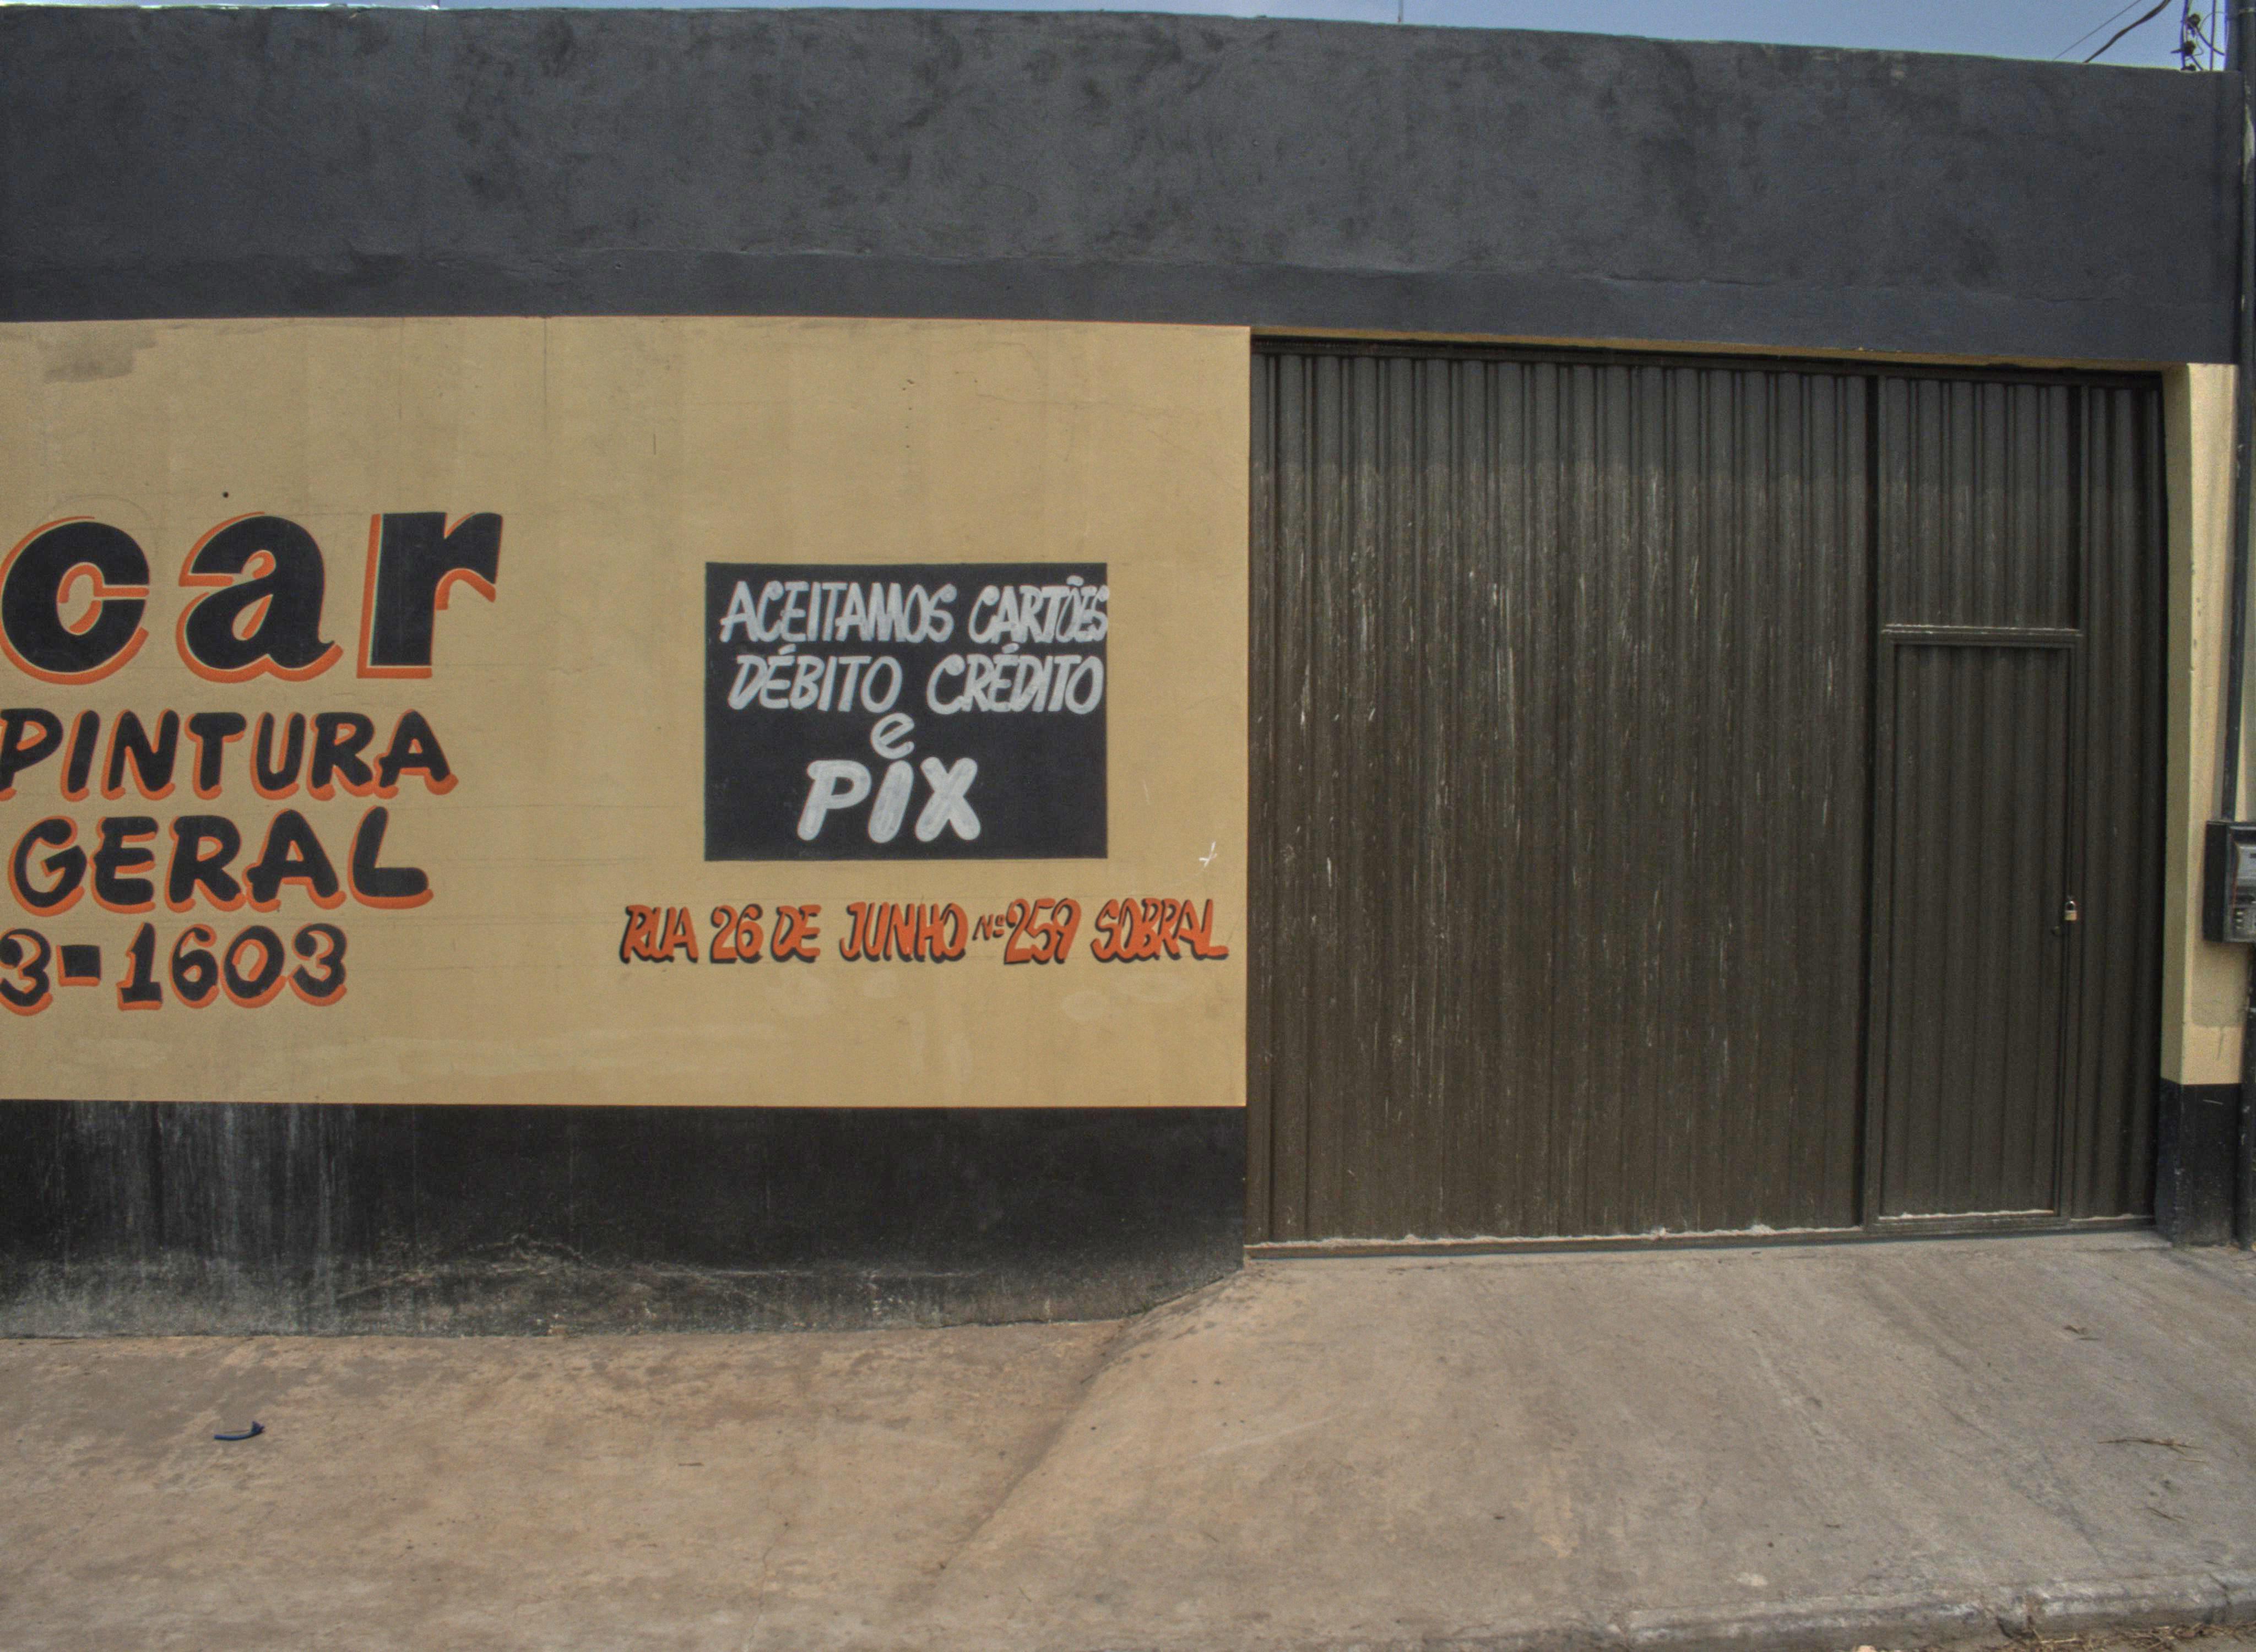 car
PINTURA
GERAL
3-1603
ACEITAMOS CARTÕES
DÉBITO CRÉDITO
e
PIX
RUA 26 DE JUNHO Nº 259 SOBRAL